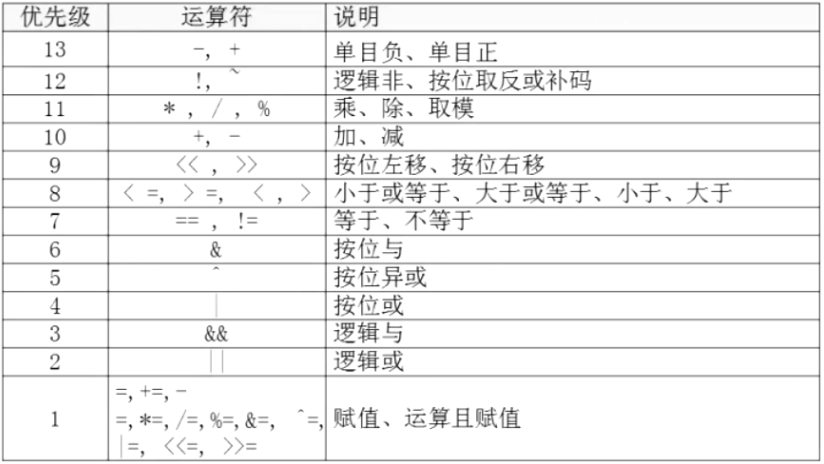 优先级 运算符 说明
13 -, + 单目负、单目正
12 !, ~ 逻辑非、按位取反或补码
11 * , / , % 乘、除、取模
10 +, - 加、减
9 << , >> 按位左移、按位右移
8 < =, > =, < , > 小于或等于、大于或等于、小于、大于
7 == , != 等于、不等于
6 & 按位与
5 ^ 按位异或
4 | 按位或
3 && 逻辑与
2 || 逻辑或
=,+=,-
1 =,*=,/=,%=,&=, ^=, 赋值、运算且赋值
|=, <<=, >>=